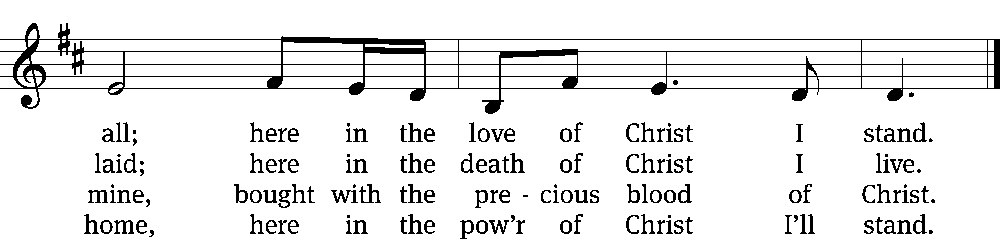 all; here in the love of Christ I stand.
laid; here in the death of Christ I live.
mine, bought with the pre - cious blood of Christ.
home, here in the pow’r of Christ I’ll stand.